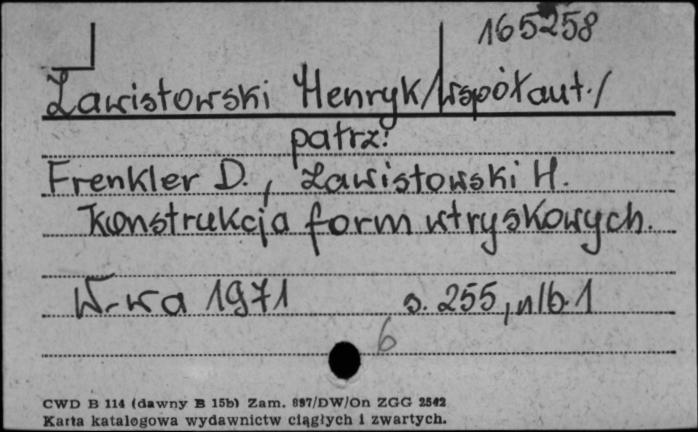 165258
Zawistowski Henryk/współaut./
patrz:
Frenkler D., Zawistowski H.
Konstrukcja form wtryskowych.
W-wa 1971 s. 255, nlb. 1
6
CWD B 114 (dawny B 15b) Zam. 897/DW/On ZGG 2542
Karta katalogowa wydawnictw ciągłych i zwartych.